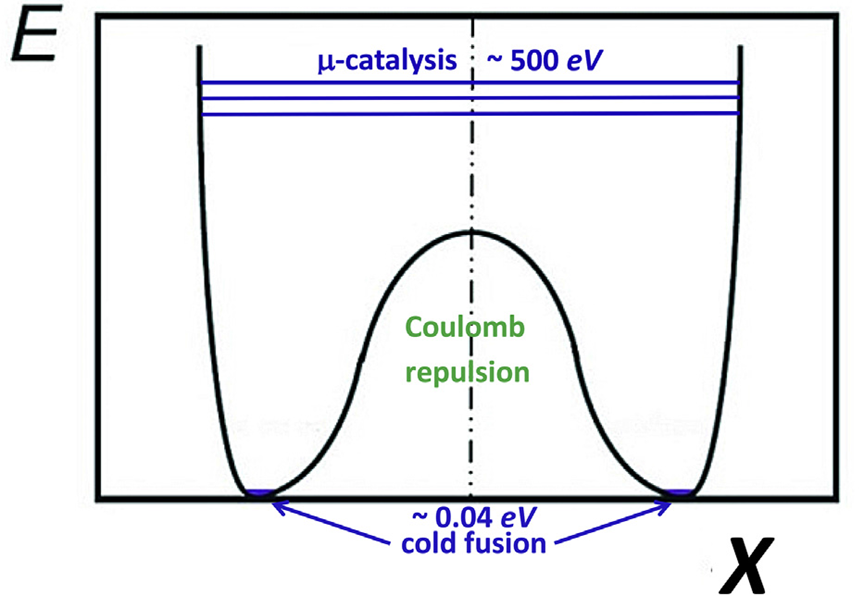 E
μ-catalysis ~ 500 eV
Coulomb
repulsion
~ 0.04 eV
cold fusion
X